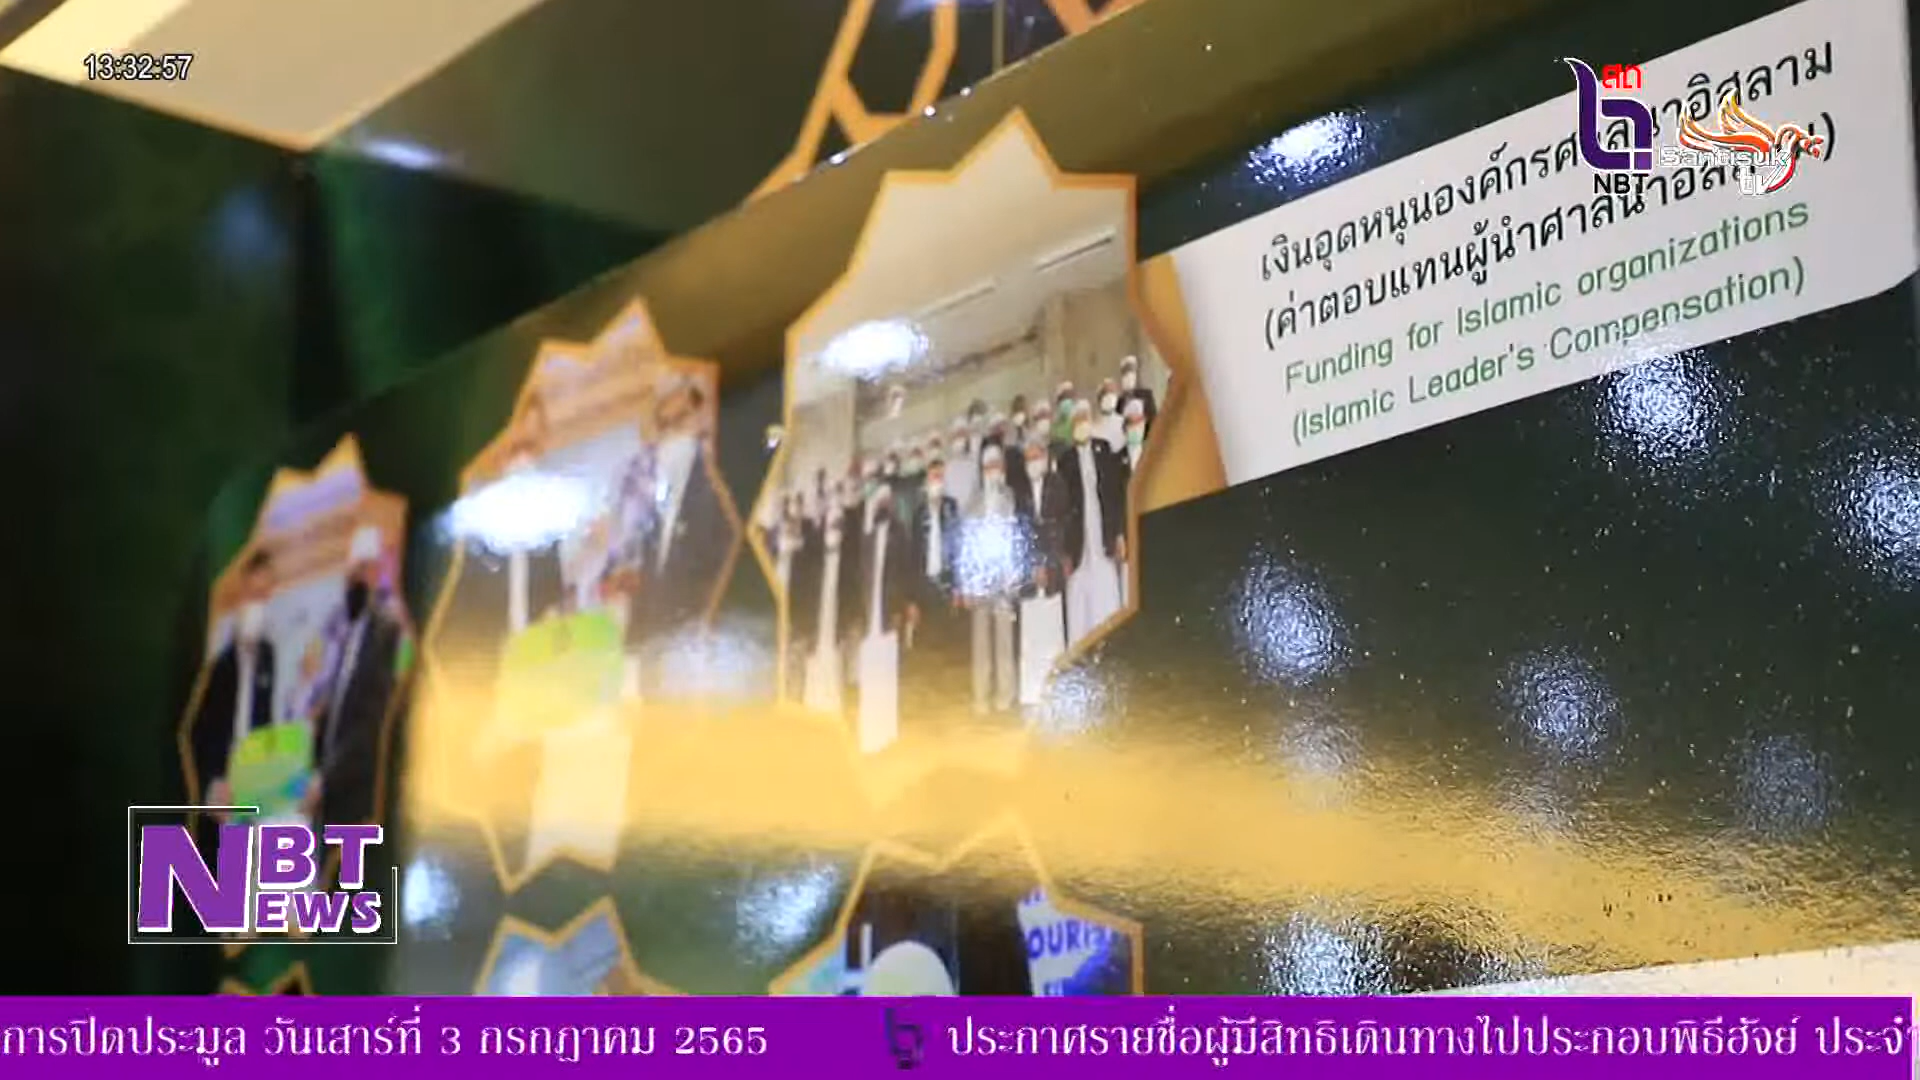 13:32:57
สด
NBT
Santisuk
tv
เงินอุดหนุนองค์กรศาสนาอิสลาม
(ค่าตอบแทนผู้นำศาสนาอิสลาม)
Funding for Islamic organizations
(Islamic Leader's Compensation)
NBT
NEWS
OURI
การปิดประมูล วันเสาร์ที่ 3 กรกฎาคม 2565
ประกาศรายชื่อผู้มีสิทธิเดินทางไปประกอบพิธีฮัจย์ ประจำ